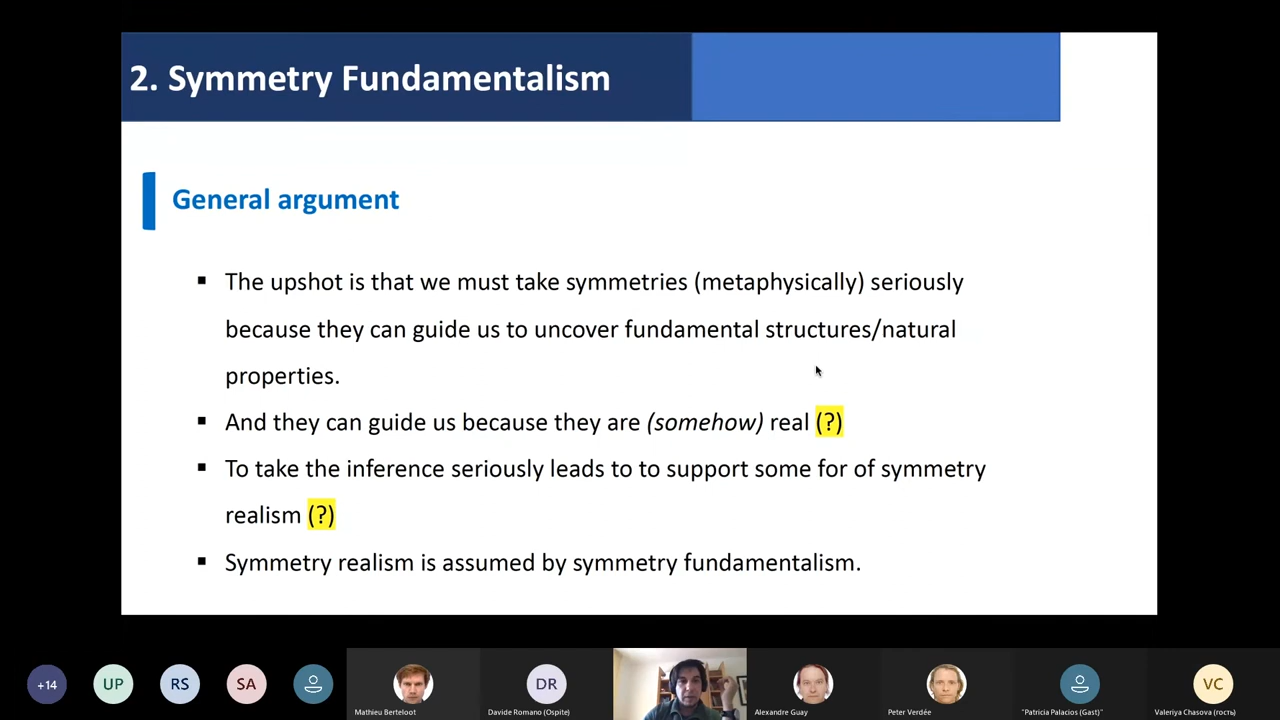 2. Symmetry Fundamentalism
General argument
▪ The upshot is that we must take symmetries (metaphysically) seriously
because they can guide us to uncover fundamental structures/natural
properties.
▪ And they can guide us because they are (somehow) real (?)
▪ To take the inference seriously leads to to support some for of symmetry
realism (?)
▪ Symmetry realism is assumed by symmetry fundamentalism.
+14
UP
RS
SA
DR
VC
Mathieu Berteloot
Davide Romano (Ospite)
Alexandre Guay
Peter Verdée
"Patricia Palacios (Gast)"
Valeriya Chasova (гость)